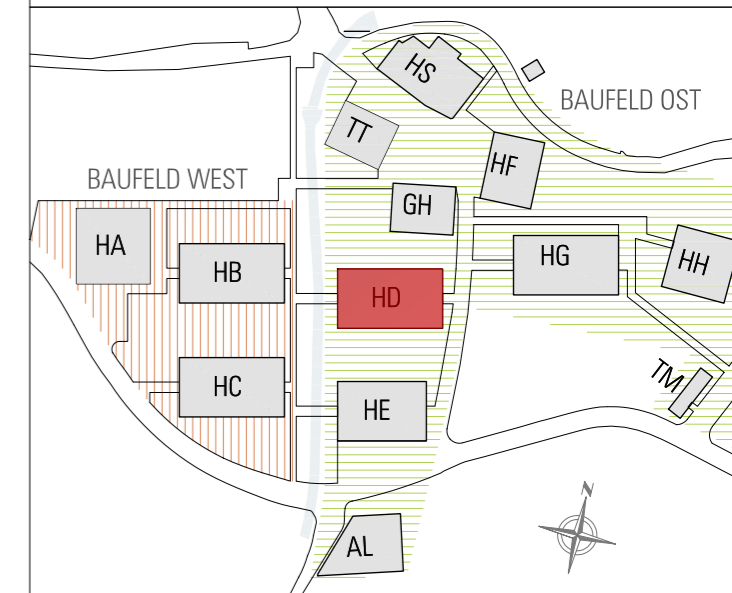 HS
BAUFELD OST
TT
HF
BAUFELD WEST
GH
HA
HB
HG
HH
HD
HC
HE
TM
N
AL